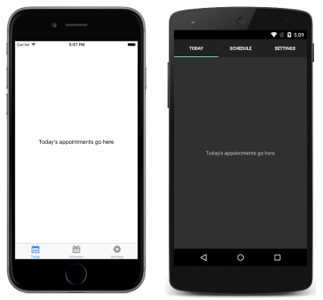 Carrier 5:07 PM
Today's appointments go here
Today Schedule Settings
5:09
TODAY SCHEDULE SETTINGS
Today's appointments go here